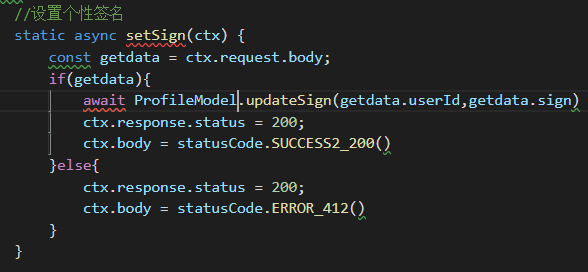 //设置个性签名
static async setSign(ctx) {
const getdata = ctx.request.body;
if(getdata){
await ProfileModel.updateSign(getdata.userId,getdata.sign)
ctx.response.status = 200;
ctx.body = statusCode.SUCCESS2_200()
}else{
ctx.response.status = 200;
ctx.body = statusCode.ERROR_412()
}
}